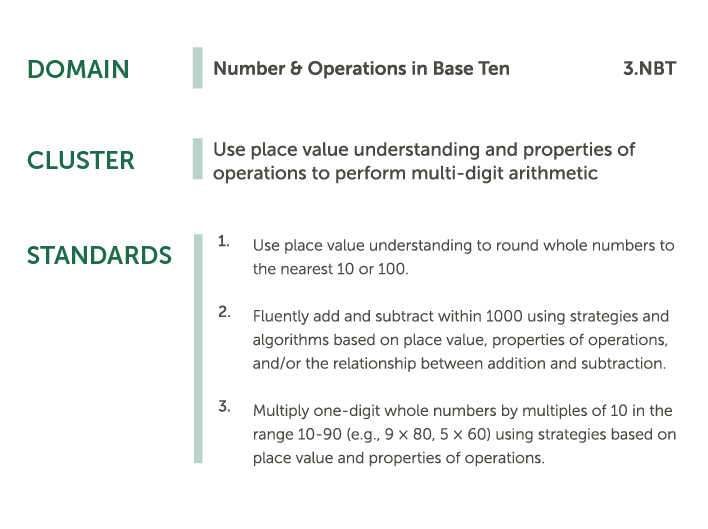 DOMAIN
Number & Operations in Base Ten 3.NBT
CLUSTER
Use place value understanding and properties of
operations to perform multi-digit arithmetic
STANDARDS
1. Use place value understanding to round whole numbers to
the nearest 10 or 100.
2. Fluently add and subtract within 1000 using strategies and
algorithms based on place value, properties of operations,
and/or the relationship between addition and subtraction.
3. Multiply one-digit whole numbers by multiples of 10 in the
range 10-90 (e.g., 9 × 80, 5 × 60) using strategies based on
place value and properties of operations.